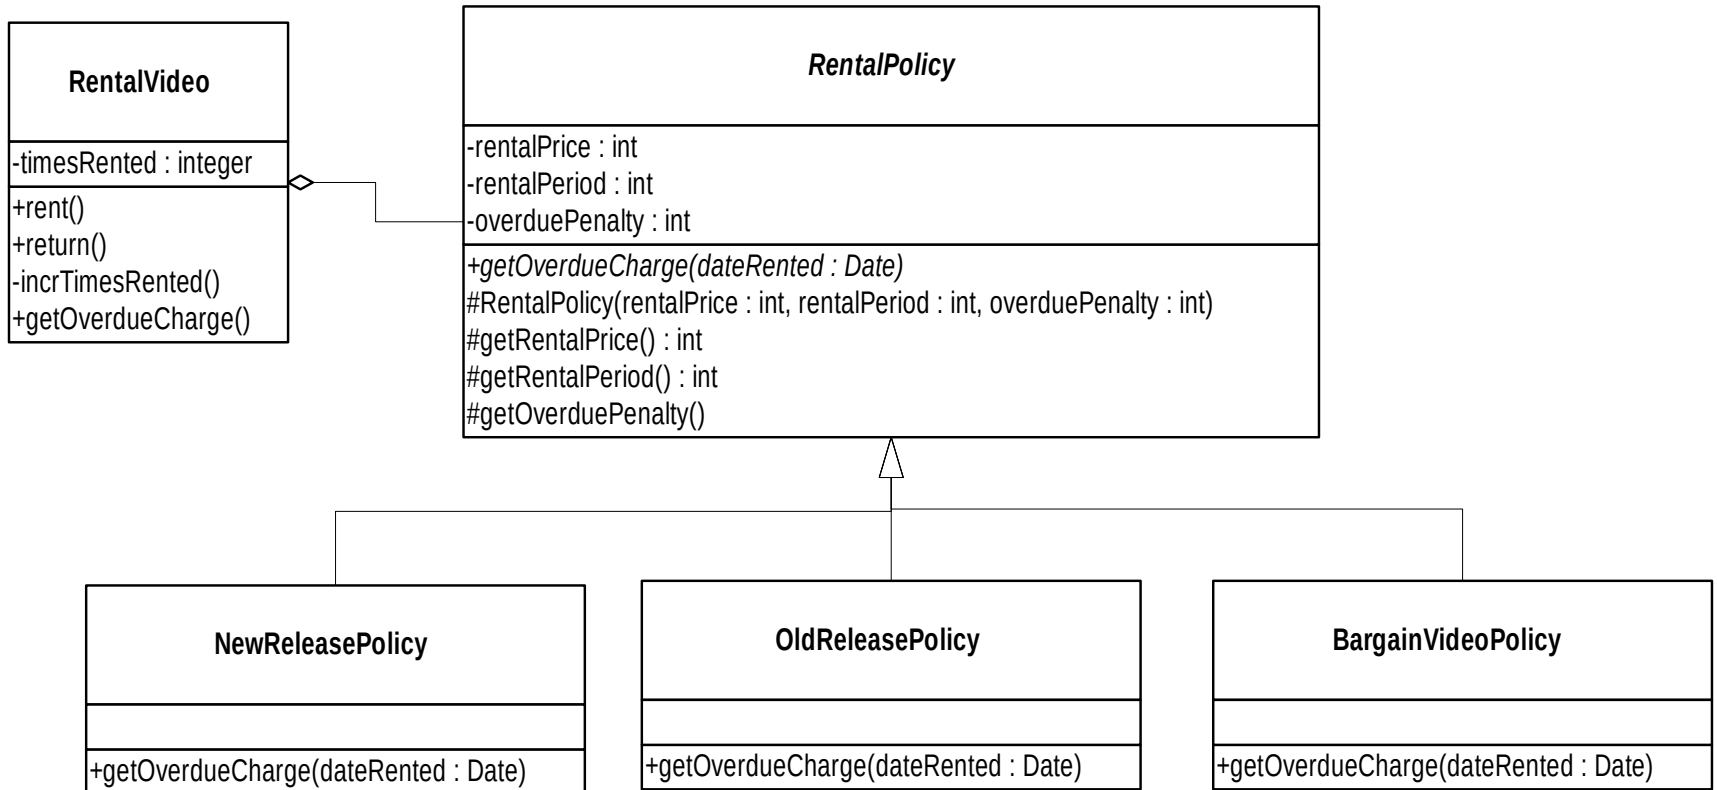 RentalVideo
-timesRented : integer
+rent()
+return()
-incrTimesRented()
+getOverdueCharge()
RentalPolicy
-rentalPrice : int
-rentalPeriod : int
-overduePenalty : int
+getOverdueCharge(dateRented : Date)
#RentalPolicy(rentalPrice : int, rentalPeriod : int, overduePenalty : int)
#getRentalPrice() : int
#getRentalPeriod() : int
#getOverduePenalty()
NewReleasePolicy
+getOverdueCharge(dateRented : Date)
OldReleasePolicy
+getOverdueCharge(dateRented : Date)
BargainVideoPolicy
+getOverdueCharge(dateRented : Date)